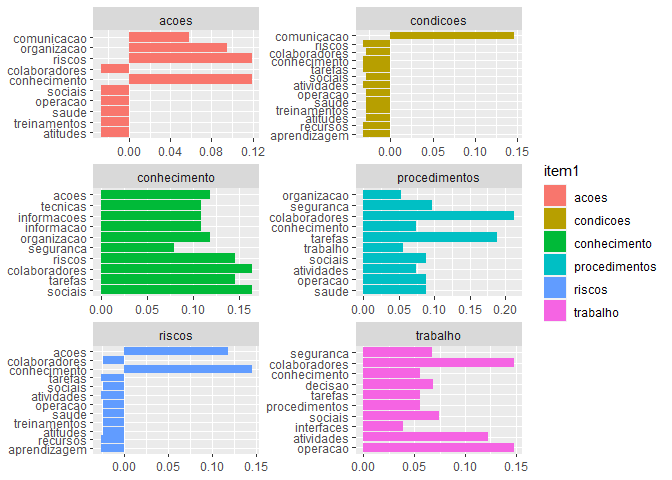 acoes
comunicacao
organizacao
riscos
colaboradores
conhecimento
sociais
operacao
saude
treinamentos
atitudes
0.00 0.04 0.08 0.12
condicoes
comunicacao
riscos
colaboradores
conhecimento
tarefas
sociais
atividades
operacao
saude
treinamentos
atitudes
recursos
aprendizagem
0.00 0.05 0.10 0.15
conhecimento
acoes
tecnicas
informacoes
informacao
organizacao
seguranca
riscos
colaboradores
tarefas
sociais
0.00 0.05 0.10 0.15
procedimentos
organizacao
seguranca
colaboradores
conhecimento
tarefas
trabalho
sociais
atividades
operacao
saude
0.00 0.05 0.10 0.15 0.20
riscos
acoes
colaboradores
conhecimento
tarefas
sociais
atividades
operacao
saude
treinamentos
atitudes
recursos
aprendizagem
0.00 0.05 0.10 0.15
trabalho
seguranca
colaboradores
conhecimento
decisao
tarefas
procedimentos
sociais
interfaces
atividades
operacao
0.00 0.05 0.10 0.15
item1
acoes
condicoes
conhecimento
procedimentos
riscos
trabalho